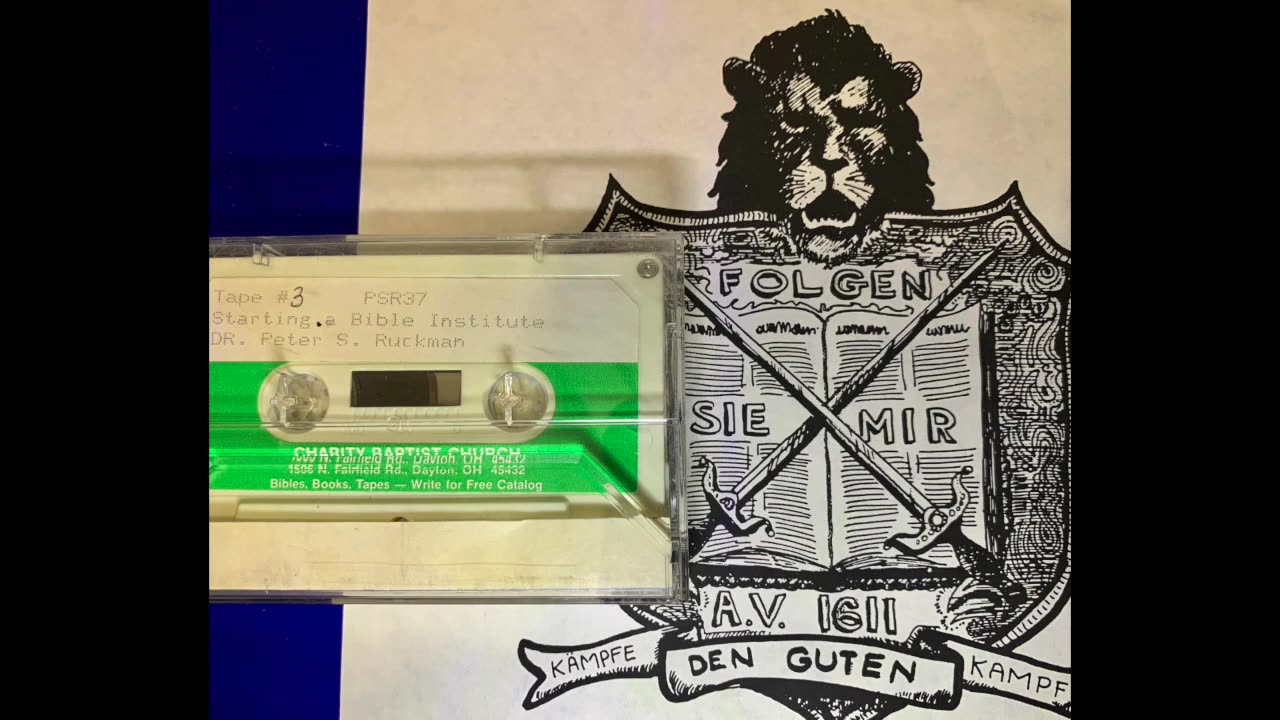 Tape #3 PSR37
Starting a Bible Institute
DR. Peter S. Ruckman
CHARITY BAPTIST CHURCH
1506 N. Fairfield Rd., Dayton, OH 45432
Bibles, Books, Tapes — Write for Free Catalog
FOLGEN
SIE MIR
A.V. 1611
KÄMPFE DEN GUTEN KAMPF